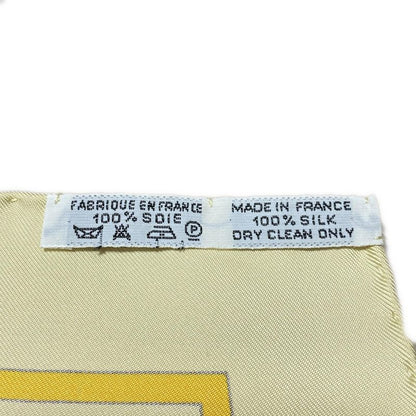 FABRIQUE EN FRANCE
100% SOIE
P
MADE IN FRANCE
100% SILK
DRY CLEAN ONLY